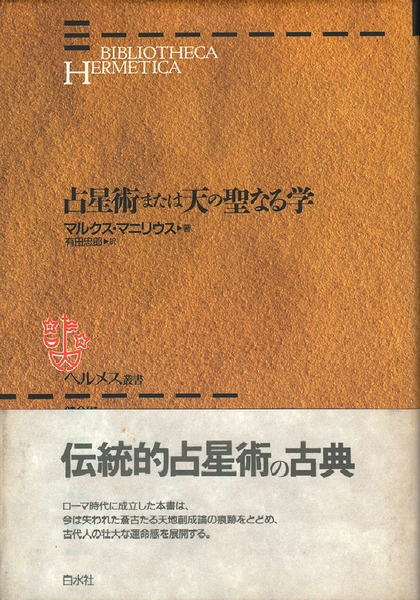 BIBLIOTHECA
HERMETICA
占星術または天の聖なる学
マルクス・マニリウス▶著
有田忠郎▶訳
ヘルメス叢書
伝統的占星術の古典
ローマ時代に成立した本書は、
今は失われた蒼古たる天地創成論の痕跡をとどめ、
古代人の壮大な運命感を展開する。
白水社